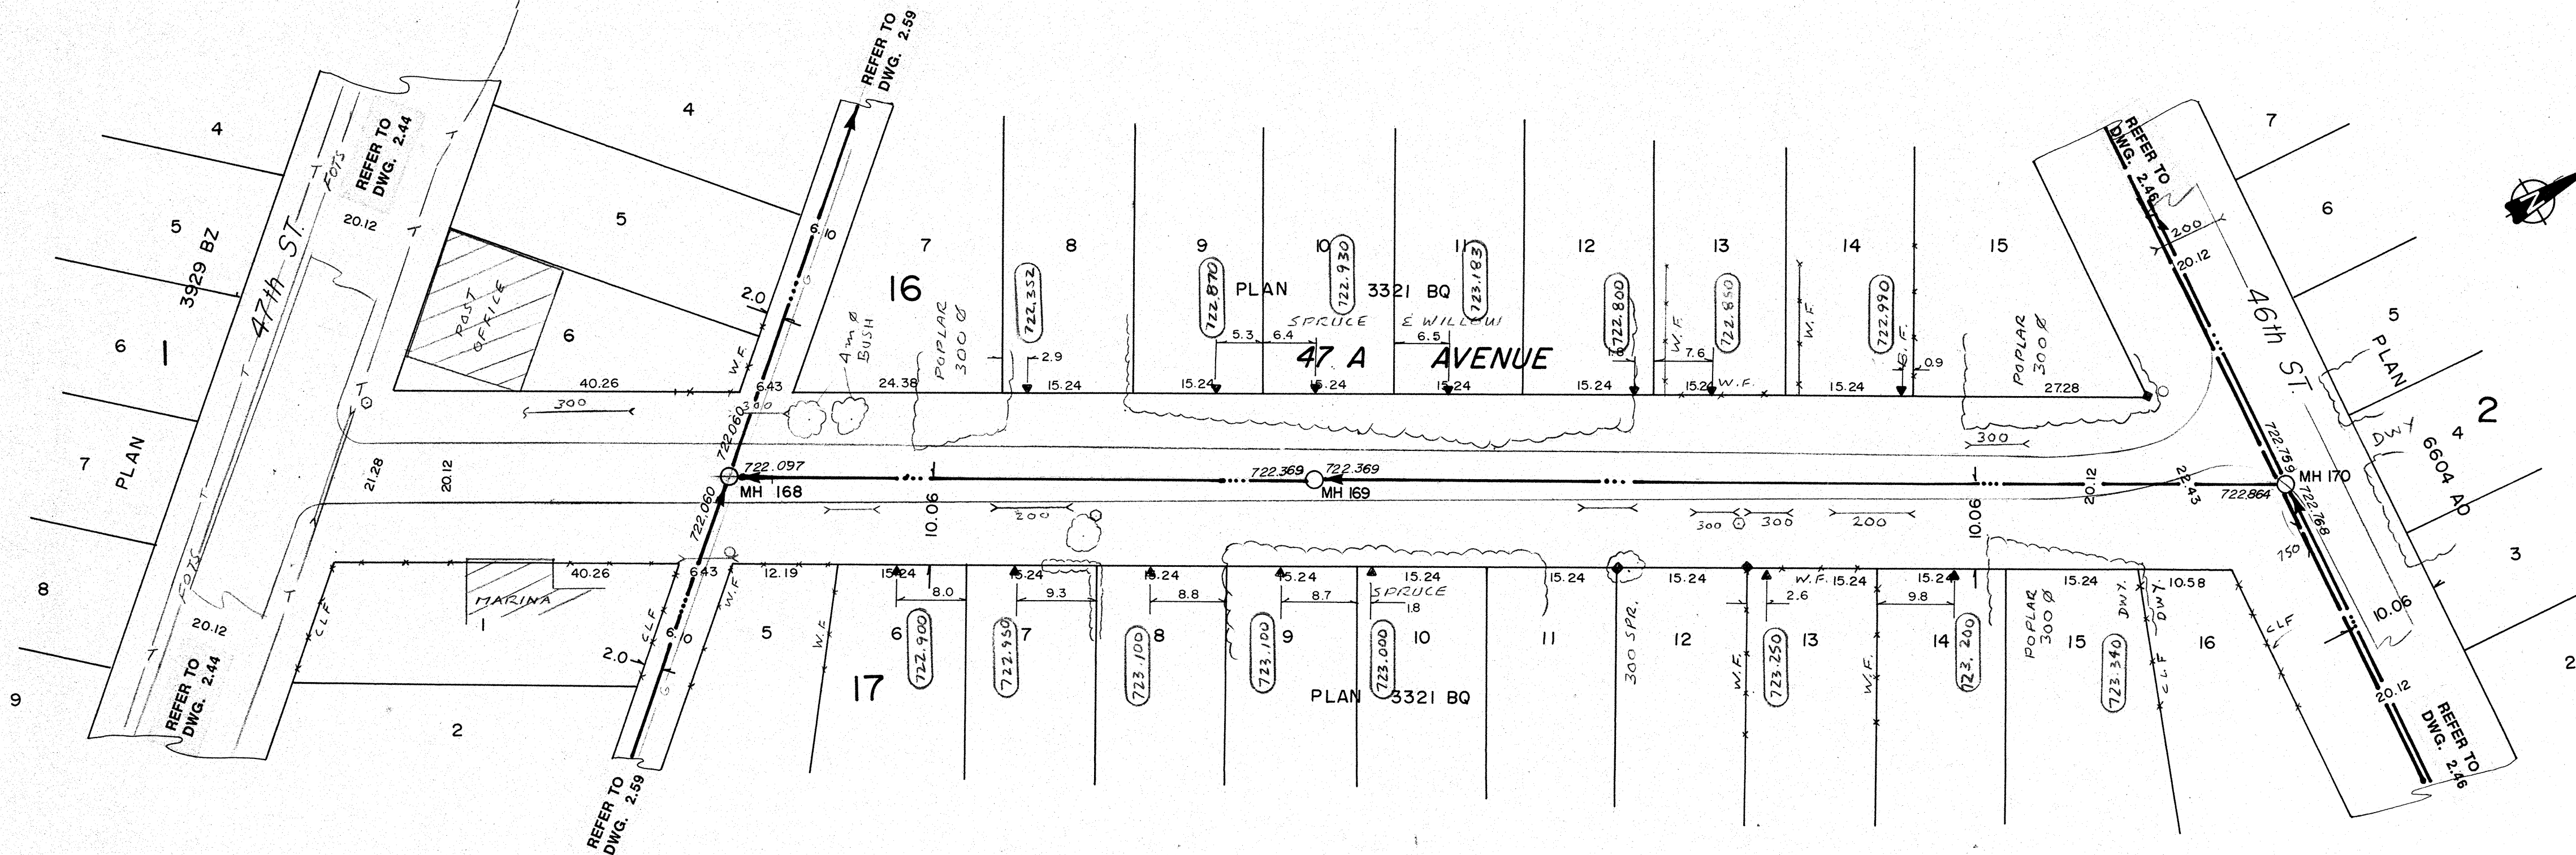 REFER TO
DWG. 2.59
REFER TO
DWG. 2.44
FOTS
47th ST.
20.12
4
5
3929 BZ
6
1
7
PLAN
8
9
FOTS
20.12
REFER TO
DWG. 2.44
T
T
T
T
4
5
6
POST
OFFICE
40.26
300
W.F.
2.0
6.10
G
6.43
300
722.060
4 m Ø
BUSH
16
7
24.38
POPLAR
300 Ø
722.352
2.9
8
15.24
9
722.870
15.24
5.3
10
722.930
6.4
15.24
PLAN 3321 BQ
SPRUCE & WILLOW
11
723.183
6.5
47 A AVENUE
12
722.800
15.24
13
W.F.
722.850
7.6
15.24
W.F.
14
W.F.
722.990
15.24
0.9
15
POPLAR
300 Ø
27.28
300
REFER TO
DWG. 2.46
200
20.12
46th ST.
7
6
5
PLAN
2
4
DWY
6604 AO
3
2
21.28
20.12
722.097
MH 168
722.060
10.06
722.369
722.369
MH 169
10.06
20.12
22.43
722.864
722.759
MH 170
722.768
750
200
300
300
200
CLF
MARINA
1
40.26
2
6.43
CLF
W.F.
6.10
2.0
G
REFER TO
DWG. 2.59
12.19
5
W.F.
17
15.24
6
8.0
722.900
15.24
7
9.3
722.950
15.24
8
8.8
723.100
15.24
9
8.7
723.100
15.24
SPRUCE
1.8
10
723.000
PLAN 3321 BQ
15.24
11
300 SPR.
15.24
12
W.F.
2.6
723.250
W.F. 15.24
13
W.F.
15.24
9.8
14
723.200
POPLAR
300 Ø
15.24
15
723.340
DWY.
DWY.
CLF
10.58
16
CLF
10.06
20.12
REFER TO
DWG. 2.46